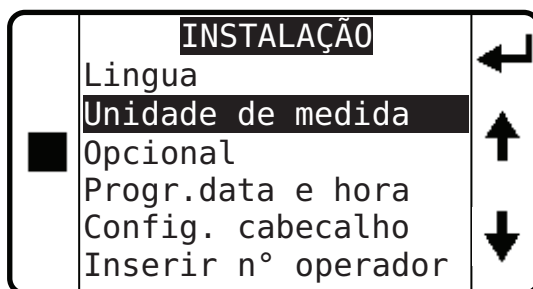 INSTALAÇÃO
Lingua
Unidade de medida
Opcional
Progr.data e hora
Config. cabecalho
Inserir n° operador